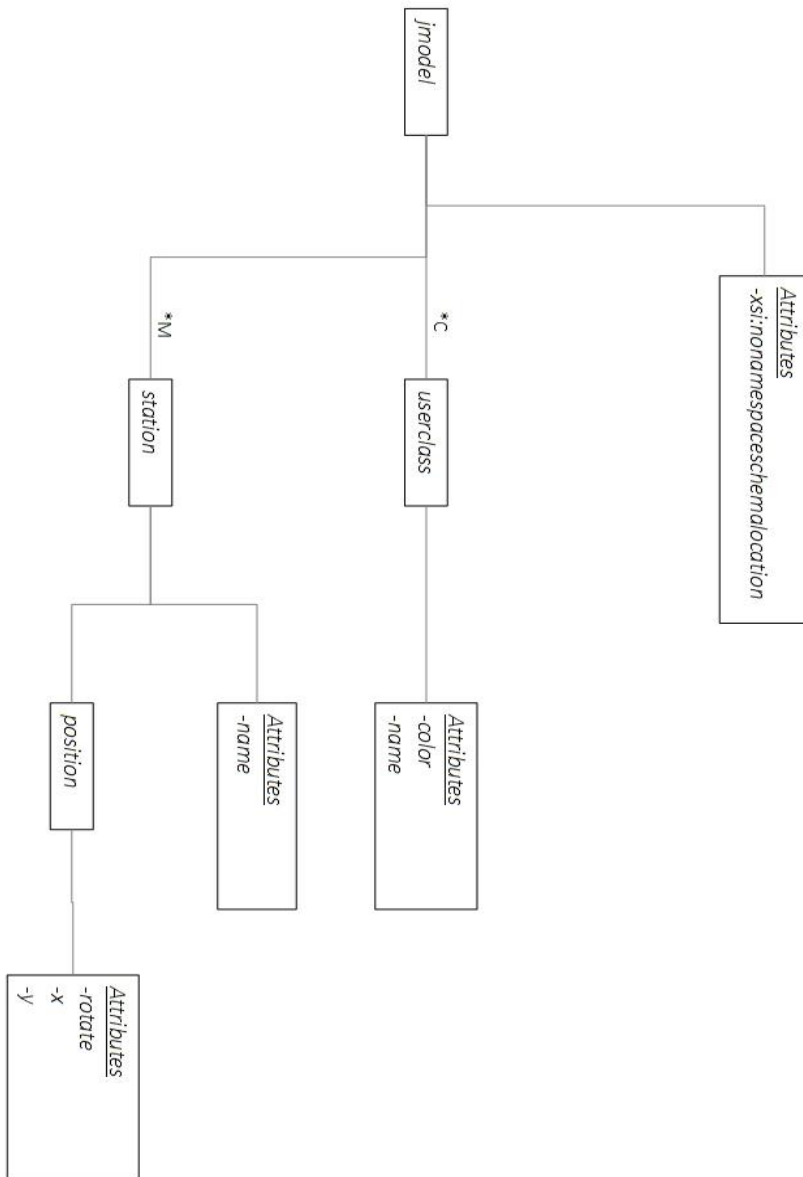 jmodel
Attributes
-xsi:nonamespaceschemalocation
*C
userclass
Attributes
-color
-name
*M
station
Attributes
-name
position
Attributes
-rotate
-x
-y